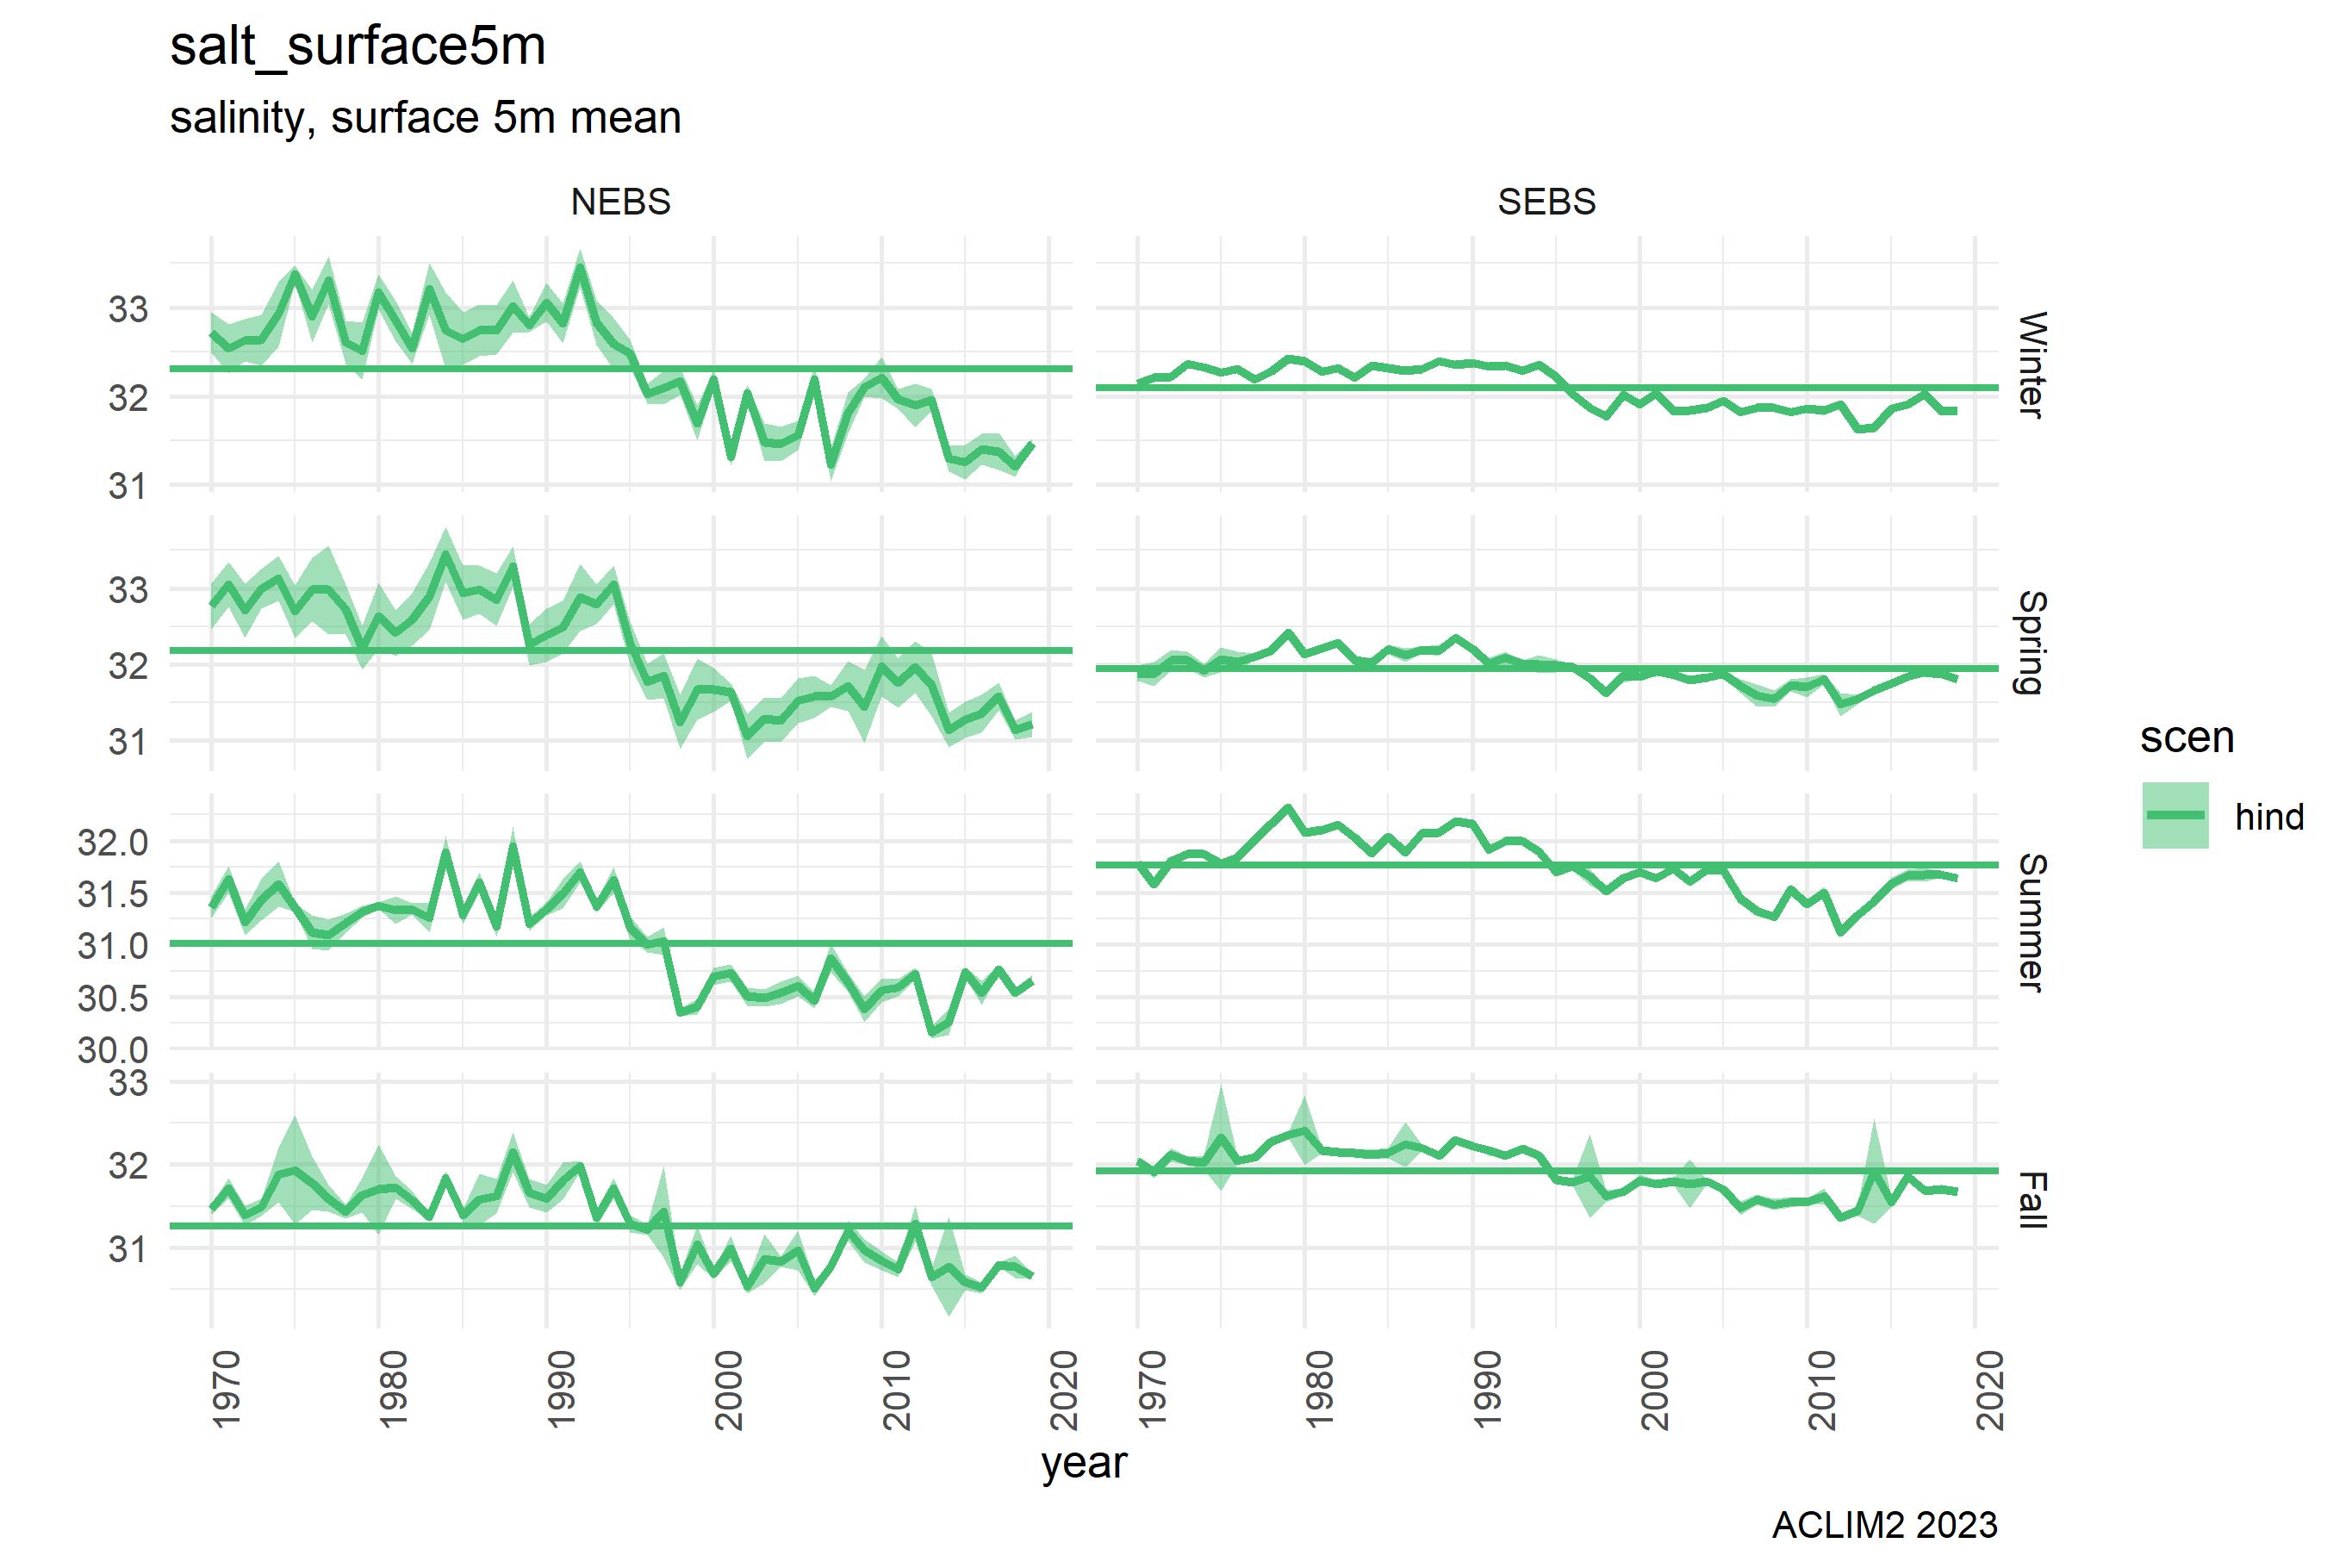 salt_surface5m
salinity, surface 5m mean
NEBS
SEBS
33
32
31
Winter
33
32
31
Spring
32.0
31.5
31.0
30.5
30.0
Summer
33
32
31
Fall
1970
1980
1990
2000
2010
2020
1970
1980
1990
2000
2010
2020
year
scen
hind
ACLIM2 2023